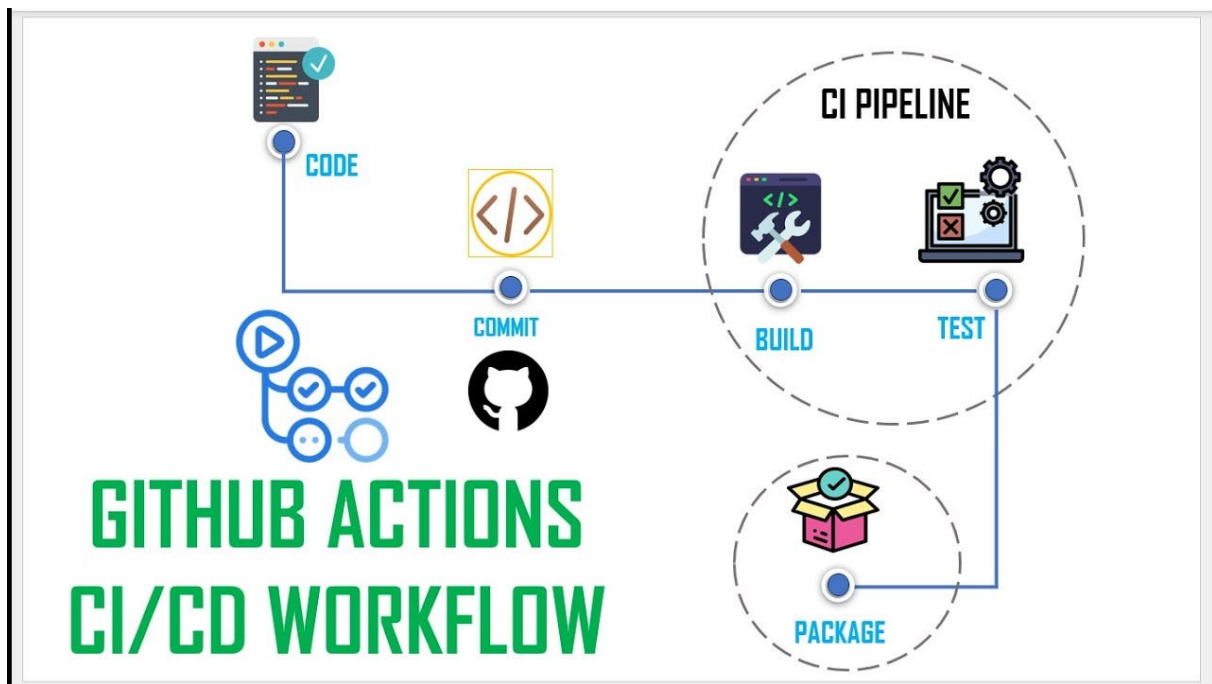 CI PIPELINE
CODE
COMMIT
BUILD
TEST
GITHUB ACTIONS
CI/CD WORKFLOW
PACKAGE